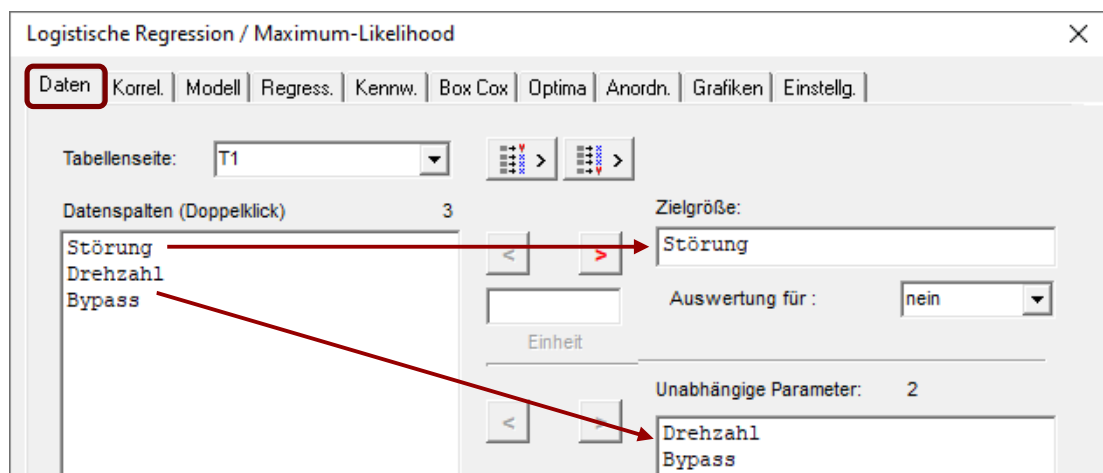 Logistische Regression / Maximum-Likelihood
Daten Korrel. Modell Regress. Kennw. Box Cox Optima Anordn. Grafiken Einstellg.
Tabellenseite: T1
Datenspalten (Doppelklick) 3
Störung
Drehzahl
Bypass
< >
Einheit
< >
Zielgröße:
Störung
Auswertung für : nein
Unabhängige Parameter: 2
Drehzahl
Bypass